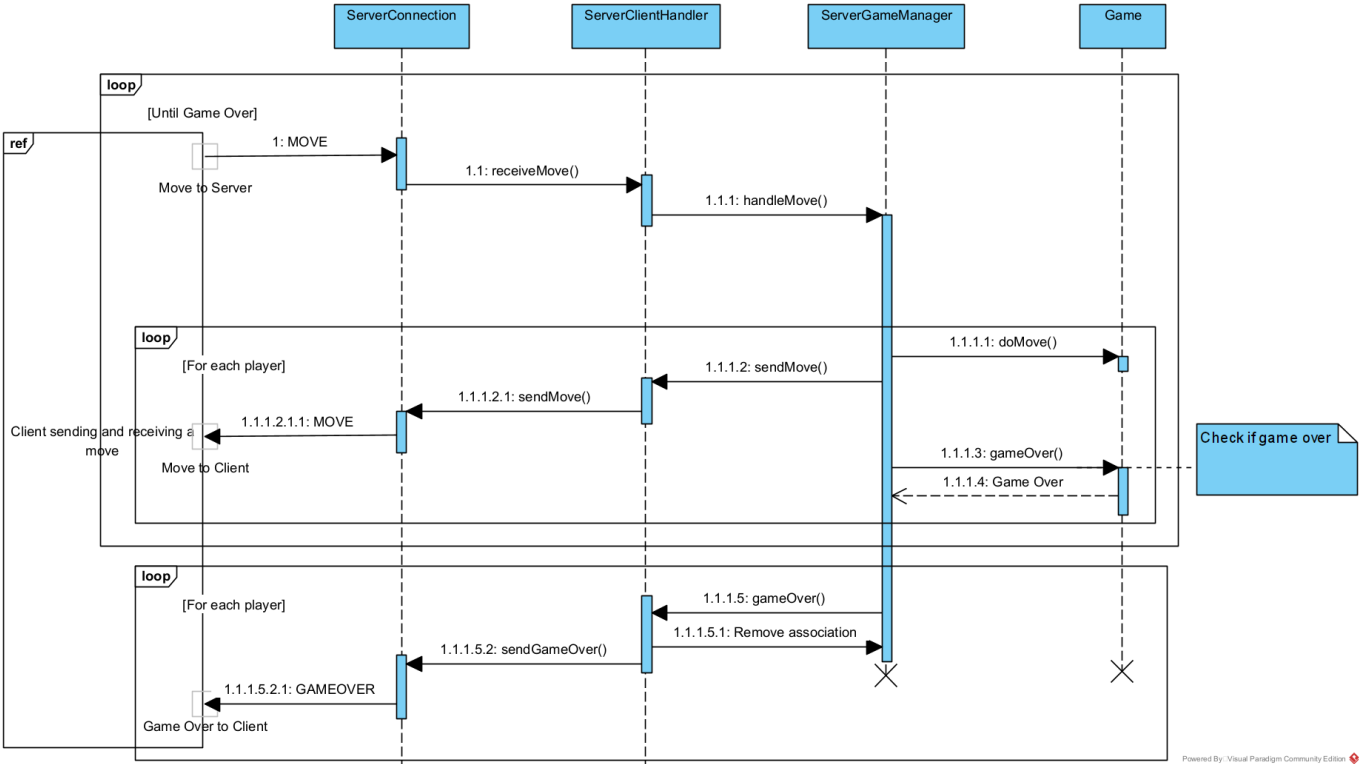 ServerConnection
ServerClientHandler
ServerGameManager
Game
loop
[Until Game Over]
ref
1: MOVE
Move to Server
1.1: receiveMove()
1.1.1: handleMove()
loop
[For each player]
1.1.1.1: doMove()
1.1.1.2: sendMove()
1.1.1.2.1: sendMove()
1.1.1.2.1.1: MOVE
Client sending and receiving a
move
Move to Client
Check if game over
1.1.1.3: gameOver()
1.1.1.4: Game Over
loop
[For each player]
1.1.1.5: gameOver()
1.1.1.5.1: Remove association
1.1.1.5.2: sendGameOver()
1.1.1.5.2.1: GAMEOVER
Game Over to Client
Powered By: Visual Paradigm Community Edition